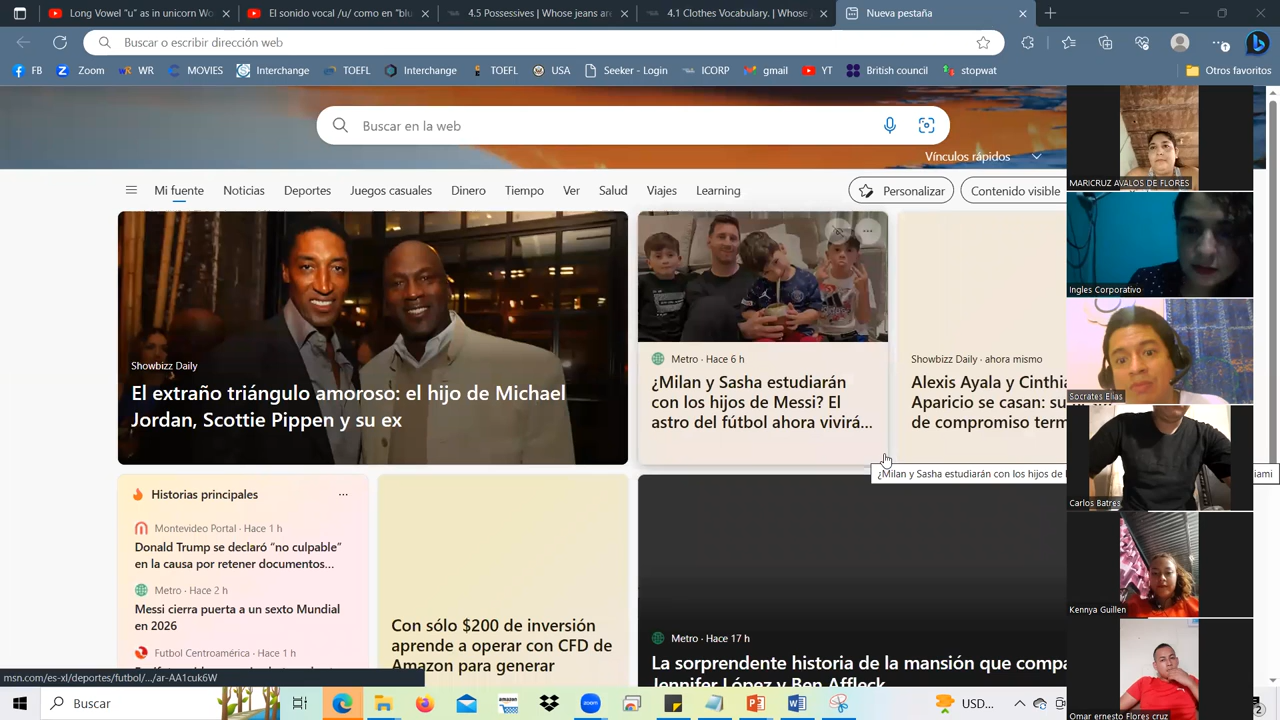 Long Vowel "u" as in unicorn Wo
El sonido vocal /u/ como en "blu
4.5 Possessives | Whose jeans are
4.1 Clothes Vocabulary. | Whose
Nueva pestaña
Buscar o escribir dirección web
FB
Zoom
WR
MOVIES
Interchange
TOEFL
Interchange
TOEFL
USA
Seeker - Login
ICORP
gmail
YT
British council
stopwat
Otros favoritos
Buscar en la web
Vínculos rápidos
Mi fuente
Noticias
Deportes
Juegos casuales
Dinero
Tiempo
Ver
Salud
Viajes
Learning
Personalizar
Contenido visible
Showbizz Daily
El extraño triángulo amoroso: el hijo de Michael
Jordan, Scottie Pippen y su ex
Metro · Hace 6 h
¿Milan y Sasha estudiarán
con los hijos de Messi? El
astro del fútbol ahora vivirá...
Showbizz Daily · ahora mismo
Alexis Ayala y Cinthia
Aparicio se casan: su
de compromiso term
¿Milan y Sasha estudiarán con los hijos de
iami
Historias principales
Montevideo Portal · Hace 1 h
Donald Trump se declaró “no culpable”
en la causa por retener documentos...
Metro · Hace 2 h
Messi cierra puerta a un sexto Mundial
en 2026
Futbol Centroamérica · Hace 1 h
Con sólo $200 de inversión
aprende a operar con CFD de
Amazon para generar
Metro · Hace 17 h
La sorprendente historia de la mansión que compa
Jennifer López y Ben Affleck
MARICRUZ AVALOS DE FLORES
Ingles Corporativo
Socrates Elias
Carlos Batres
Kennya Guillen
Omar ernesto Flores cruz
msn.com/es-xl/deportes/futbol/.../ar-AA1cuk6W
Buscar
USD...
2